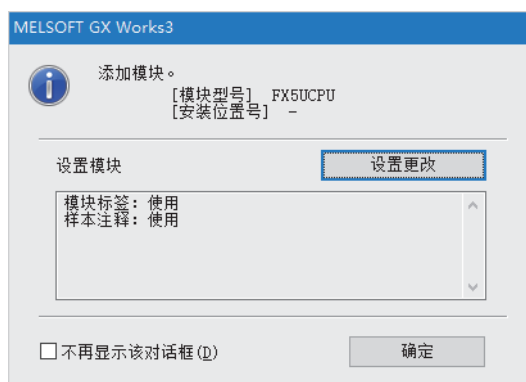 MELSOFT GX Works3
添加模块。
[模块型号] FX5UCPU
[安装位置号] -
设置模块
设置更改
模块标签: 使用
样本注释: 使用
不再显示该对话框(D)
确定